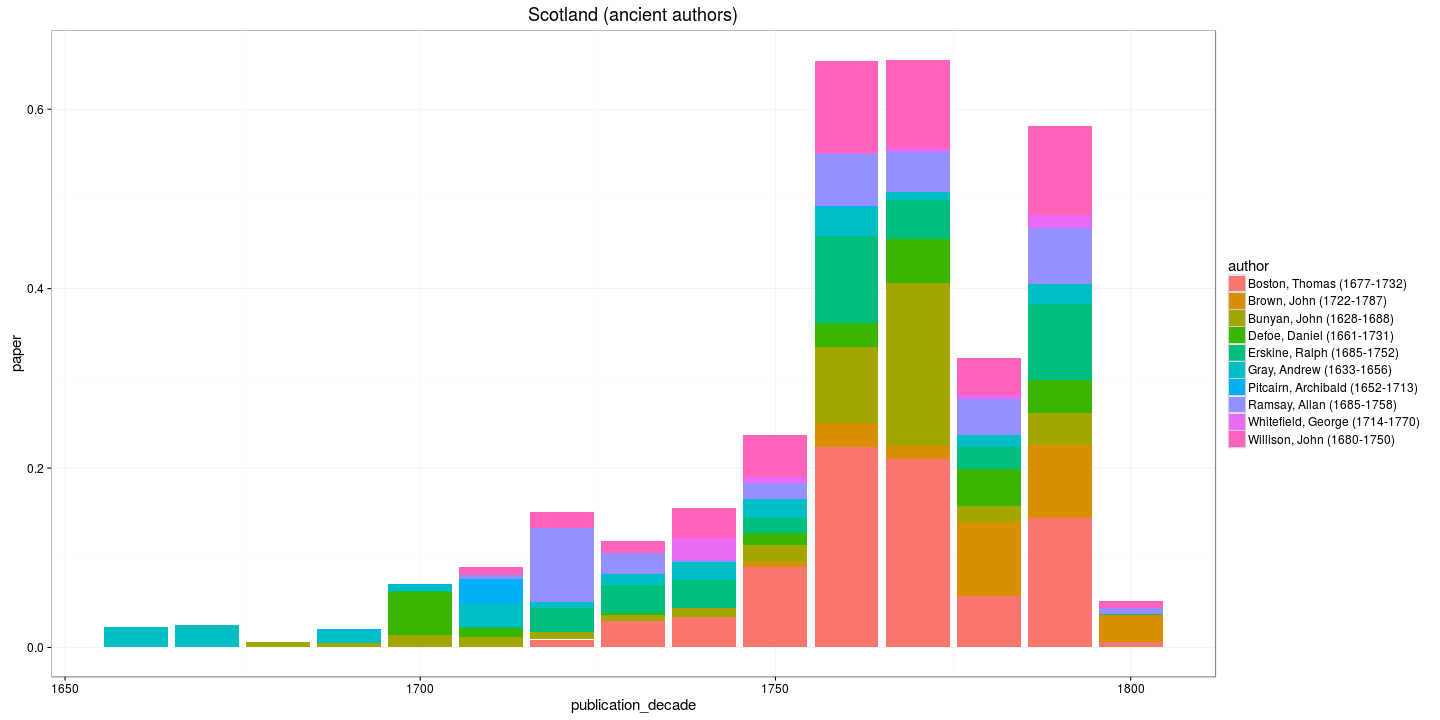 Scotland (ancient authors)
0.6
0.4
0.2
0.0
paper
1650
1700
1750
1800
publication_decade
author
Boston, Thomas (1677-1732)
Brown, John (1722-1787)
Bunyan, John (1628-1688)
Defoe, Daniel (1661-1731)
Erskine, Ralph (1685-1752)
Gray, Andrew (1633-1656)
Pitcairn, Archibald (1652-1713)
Ramsay, Allan (1685-1758)
Whitefield, George (1714-1770)
Willison, John (1680-1750)